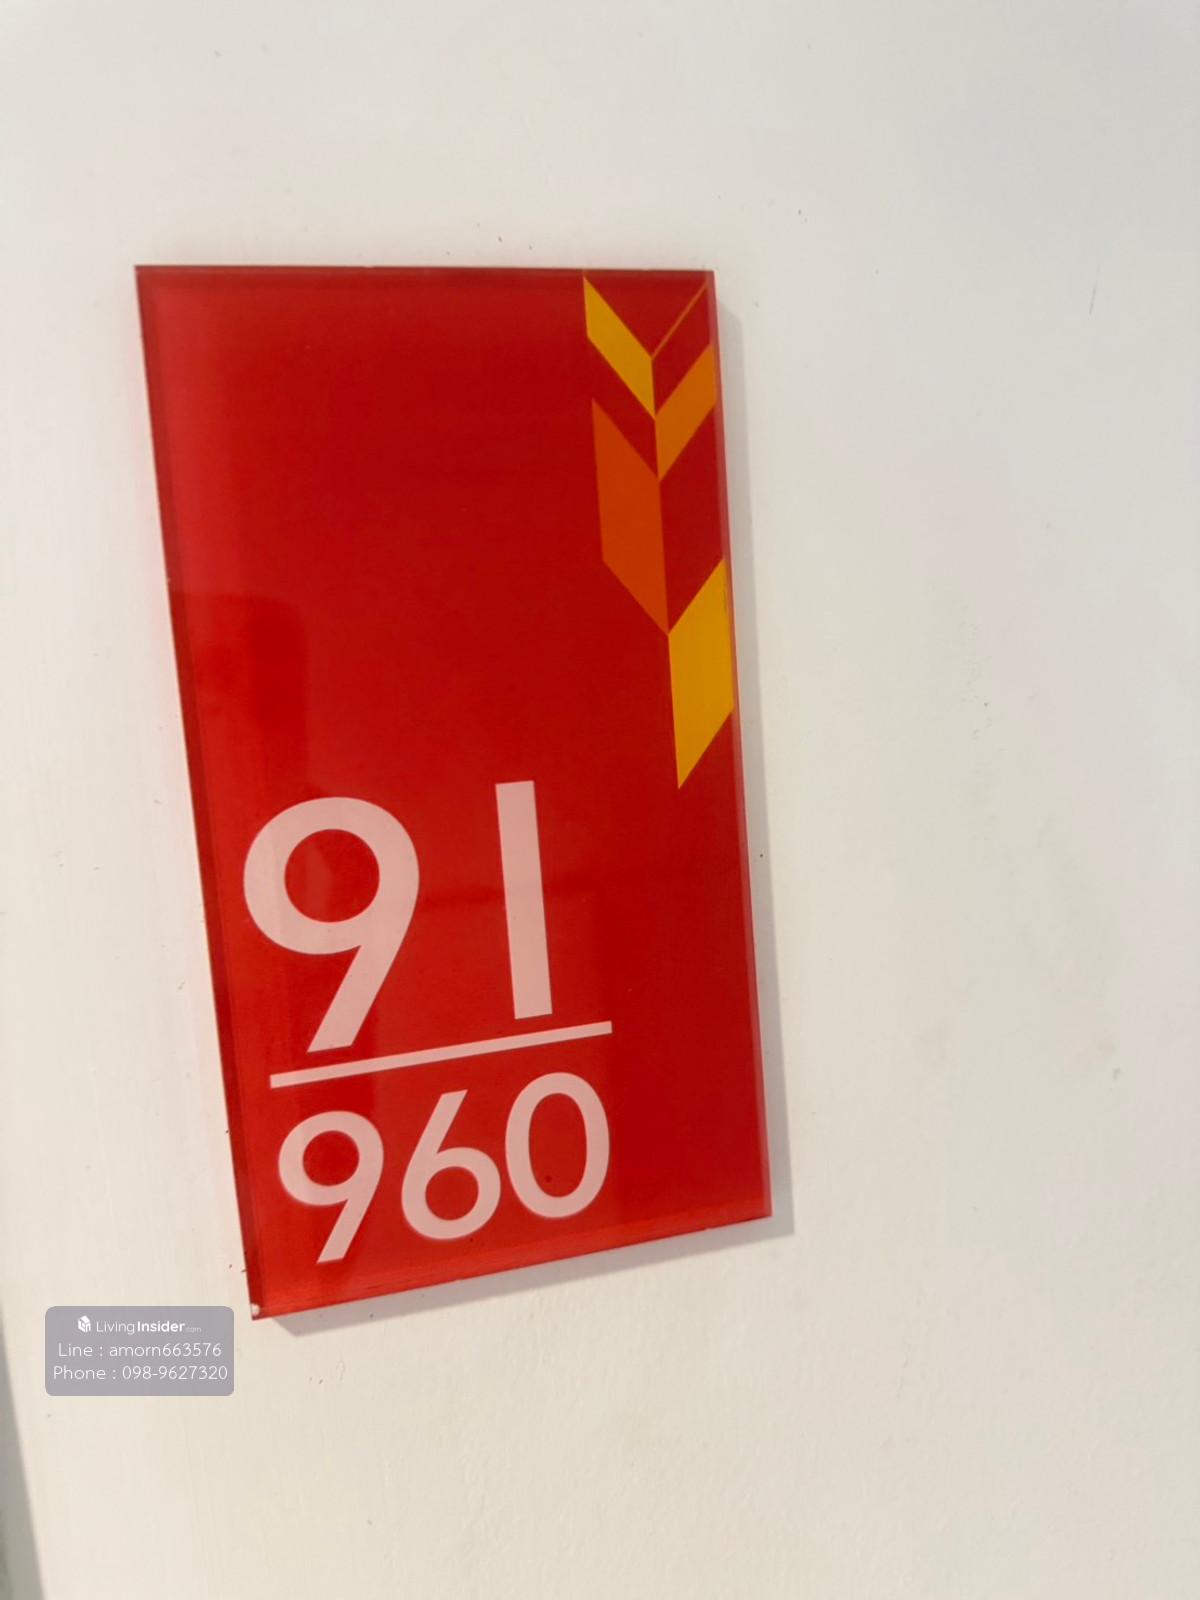 91
960
LivingInsider.com
Line : amorn663576
Phone : 098-9627320